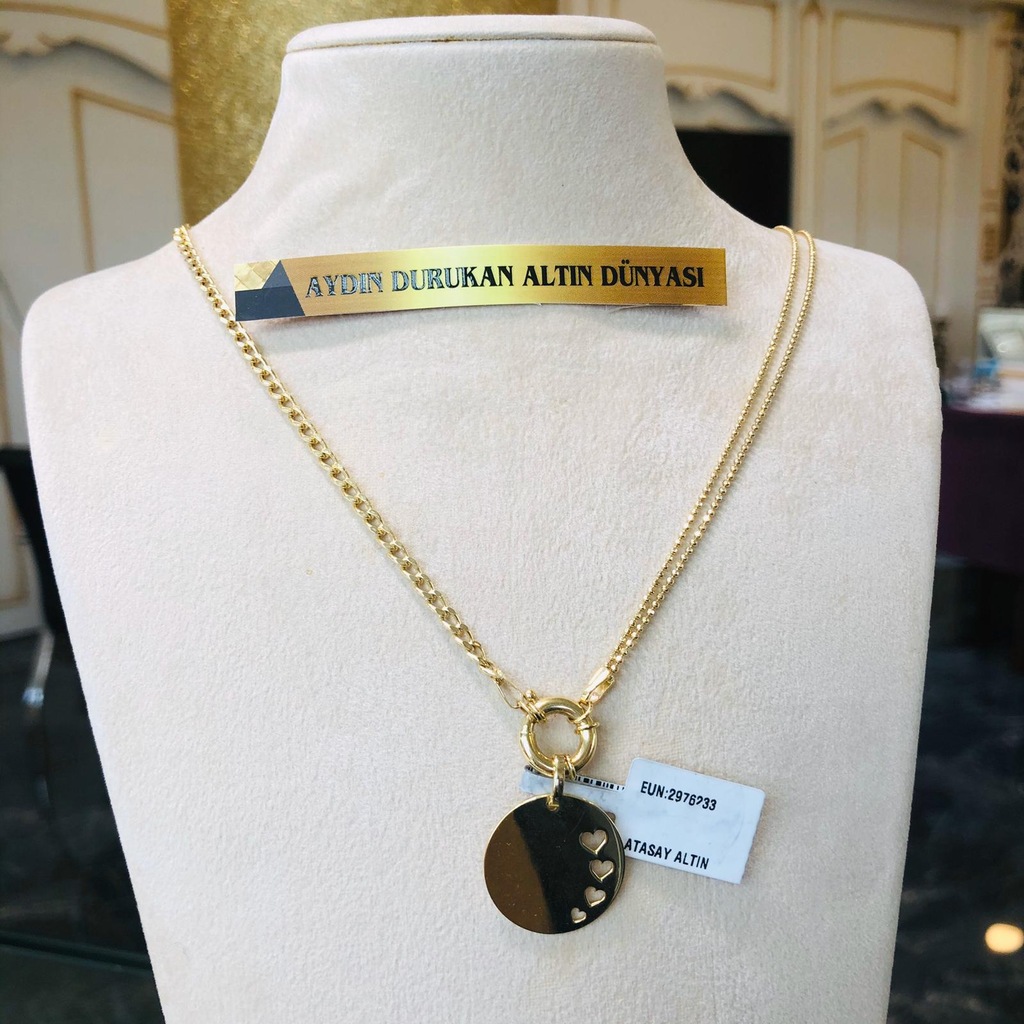 AYDIN DURUKAN ALTIN DÜNYASI
EUN:2976233
ATASAY ALTIN